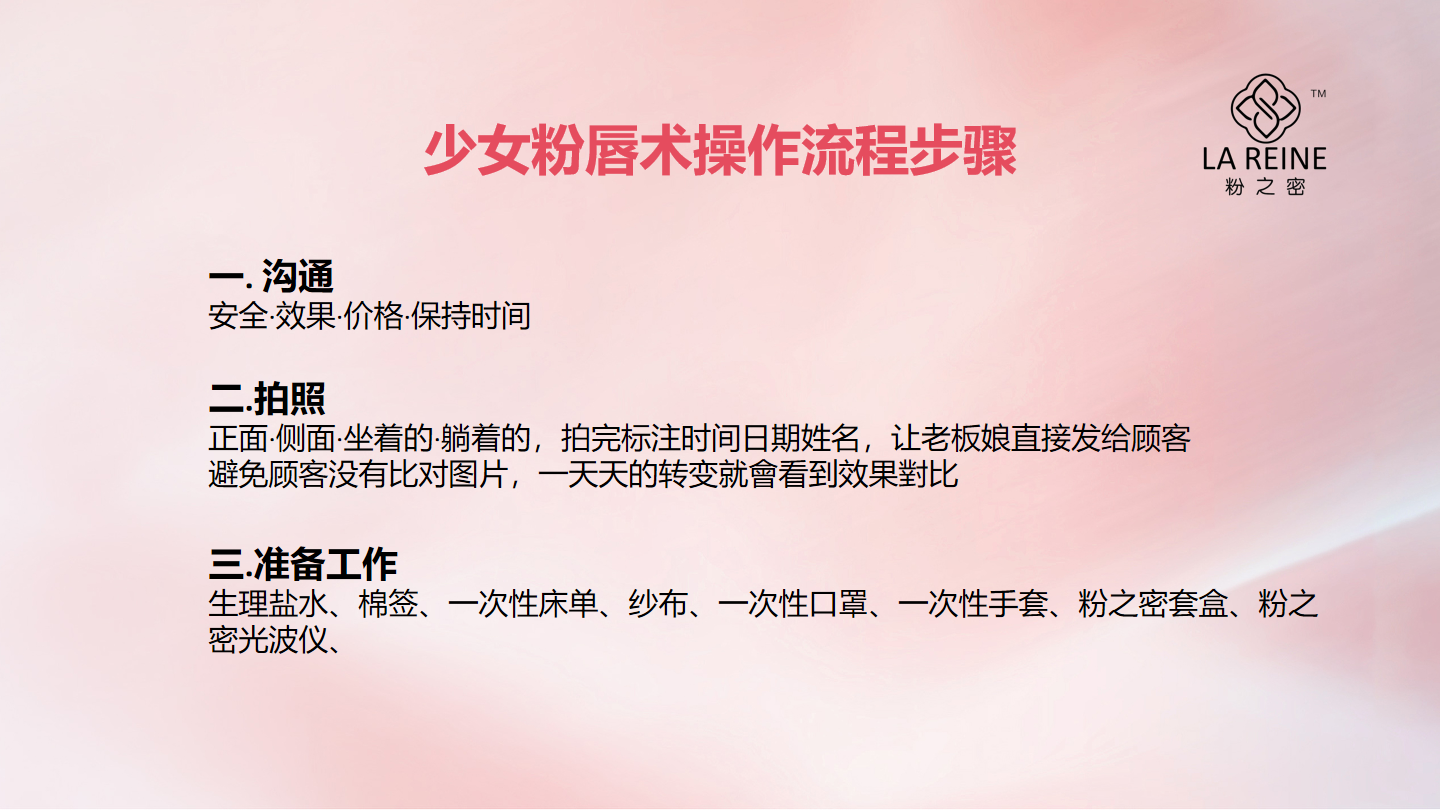 少女粉唇术操作流程步骤
TM
LA REINE
粉之密
一. 沟通
安全·效果·价格·保持时间
二.拍照
正面·侧面·坐着的·躺着的，拍完标注时间日期姓名，让老板娘直接发给顾客
避免顾客没有比对图片，一天天的转变就會看到效果對比
三.准备工作
生理盐水、棉签、一次性床单、纱布、一次性口罩、一次性手套、粉之密套盒、粉之
密光波仪、